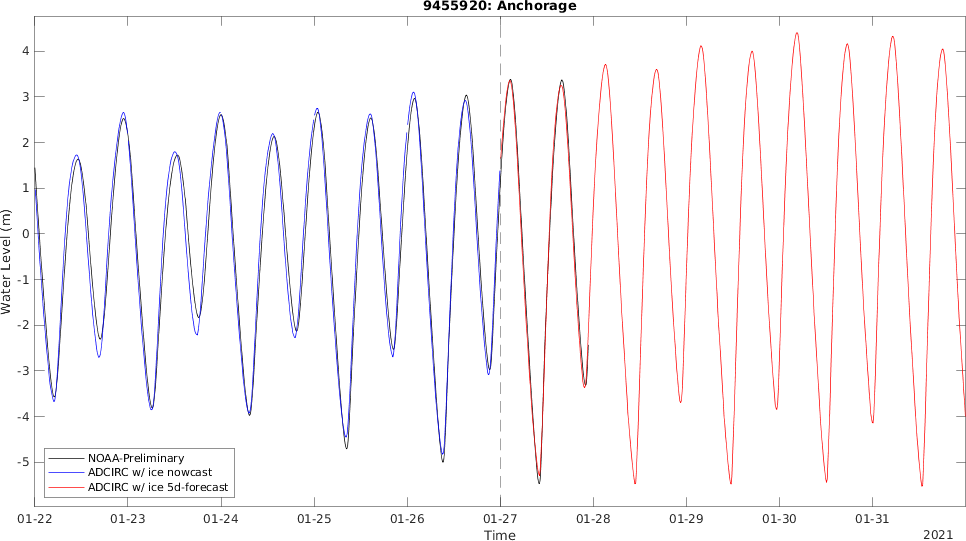 9455920: Anchorage
4
3
2
1
0
-1
-2
-3
-4
-5
Water Level (m)
NOAA-Preliminary
ADCIRC w/ ice nowcast
ADCIRC w/ ice 5d-forecast
01-22 01-23 01-24 01-25 01-26 01-27 01-28 01-29 01-30 01-31
Time
2021